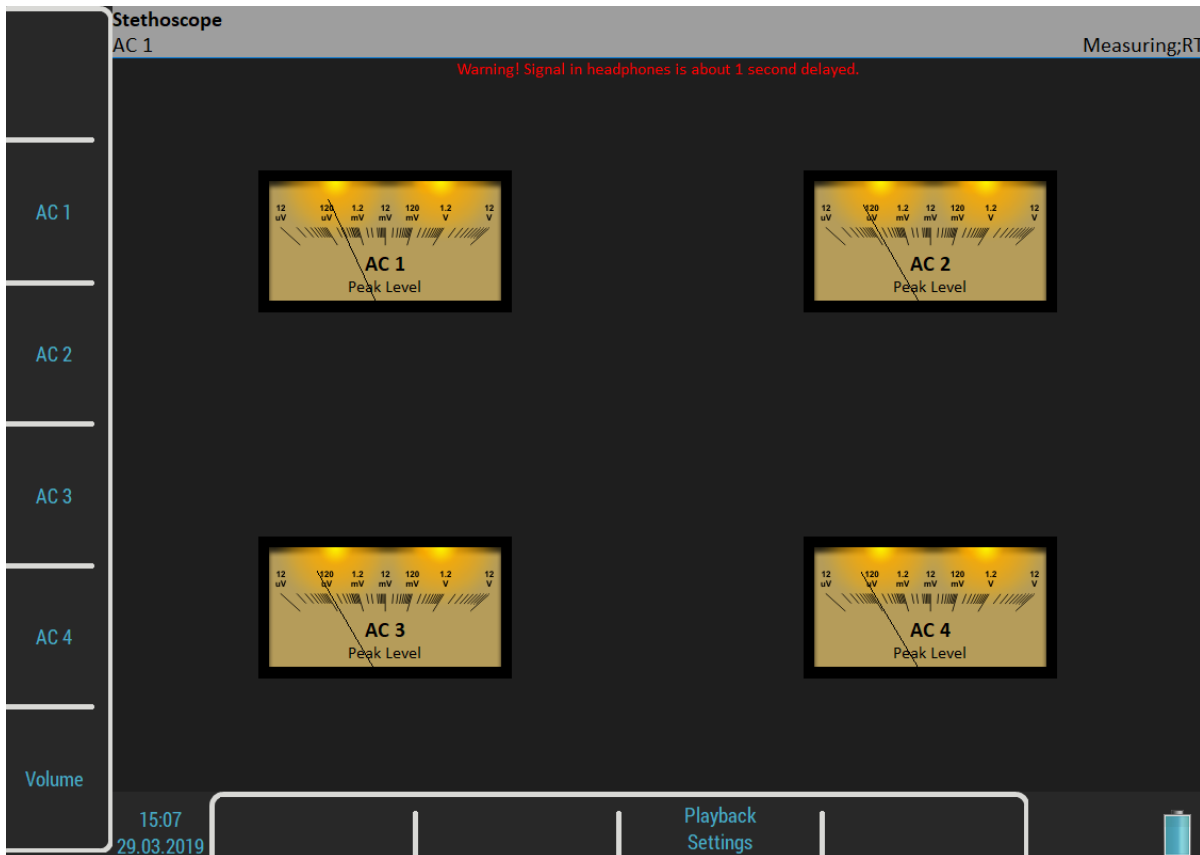 Stethoscope
AC 1
Measuring;RT
Warning! Signal in headphones is about 1 second delayed.
AC 1
AC 2
AC 3
AC 4
Volume
12 120 1.2 12 120 1.2 12
uV uV mV mV mV V V
AC 1
Peak Level
12 120 1.2 12 120 1.2 12
uV uV mV mV mV V V
AC 2
Peak Level
12 120 1.2 12 120 1.2 12
uV uV mV mV mV V V
AC 3
Peak Level
12 120 1.2 12 120 1.2 12
uV uV mV mV mV V V
AC 4
Peak Level
15:07
29.03.2019
Playback
Settings